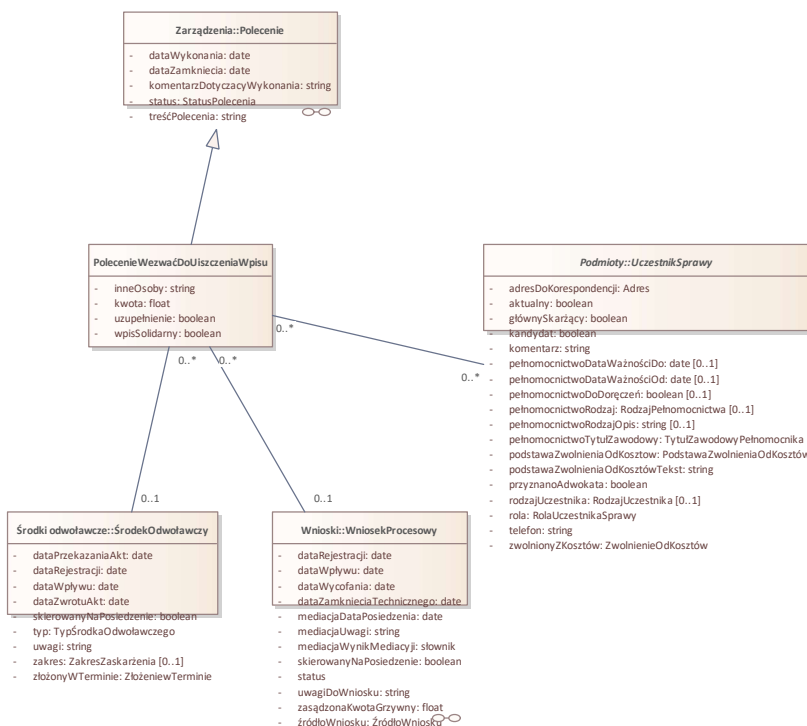 Zarządzenia::Polecenie
- dataWykonania: date
- dataZamkniecia: date
- komentarzDotyczacyWykonania: string
- status: StatusPolecenia
- treśćPolecenia: string
PolecenieWezwaćDoUiszczeniaWpisu
- inneOsoby: string
- kwota: float
- uzupełnienie: boolean
- wpisSolidarny: boolean
0..*
0..*
0..*
0..*
0..1
0..1
Podmioty::UczestnikSprawy
- adresDoKorespondencji: Adres
- aktualny: boolean
- głównySkarżący: boolean
- kandydat: boolean
- komentarz: string
- pełnomocnictwoDataWażnościDo: date [0..1]
- pełnomocnictwoDataWażnościOd: date [0..1]
- pełnomocnictwoDoDoręczeń: boolean [0..1]
- pełnomocnictwoRodzaj: RodzajPełnomocnictwa [0..1]
- pełnomocnictwoRodzajOpis: string [0..1]
- pełnomocnictwoTytułZawodowy: TytułZawodowyPełnomocnika
- podstawaZwolnieniaOdKosztow: PodstawaZwolnieniaOdKosztów
- podstawaZwolnieniaOdKosztówTekst: string
- przyznanoAdwokata: boolean
- rodzajUczestnika: RodzajUczestnika [0..1]
- rola: RolaUczestnikaSprawy
- telefon: string
- zwolnionyZKosztów: ZwolnienieOdKosztów
Środki odwoławcze::ŚrodekOdwoławczy
- dataPrzekazaniaAkt: date
- dataRejestracji: date
- dataWpływu: date
- dataZwrotuAkt: date
- skierowanyNaPosiedzenie: boolean
- typ: TypŚrodkaOdwoławczego
- uwagi: string
- zakres: ZakresZaskarżenia [0..1]
- złożonyWTerminie: ZłożeniewTerminie
Wnioski::WniosekProcesowy
- dataRejestracji: date
- dataWpływu: date
- dataWycofania: date
- dataZamknieciaTechnicznego: date
- mediacjaDataPosiedzenia: date
- mediacjaUwagi: string
- mediacjaWynikMediacyji: słownik
- skierowanyNaPosiedzenie: boolean
- status
- uwagiDoWniosku: string
- zasądzonaKwotaGrzywny: float
- źródłoWniosku: ŹródłoWniosku